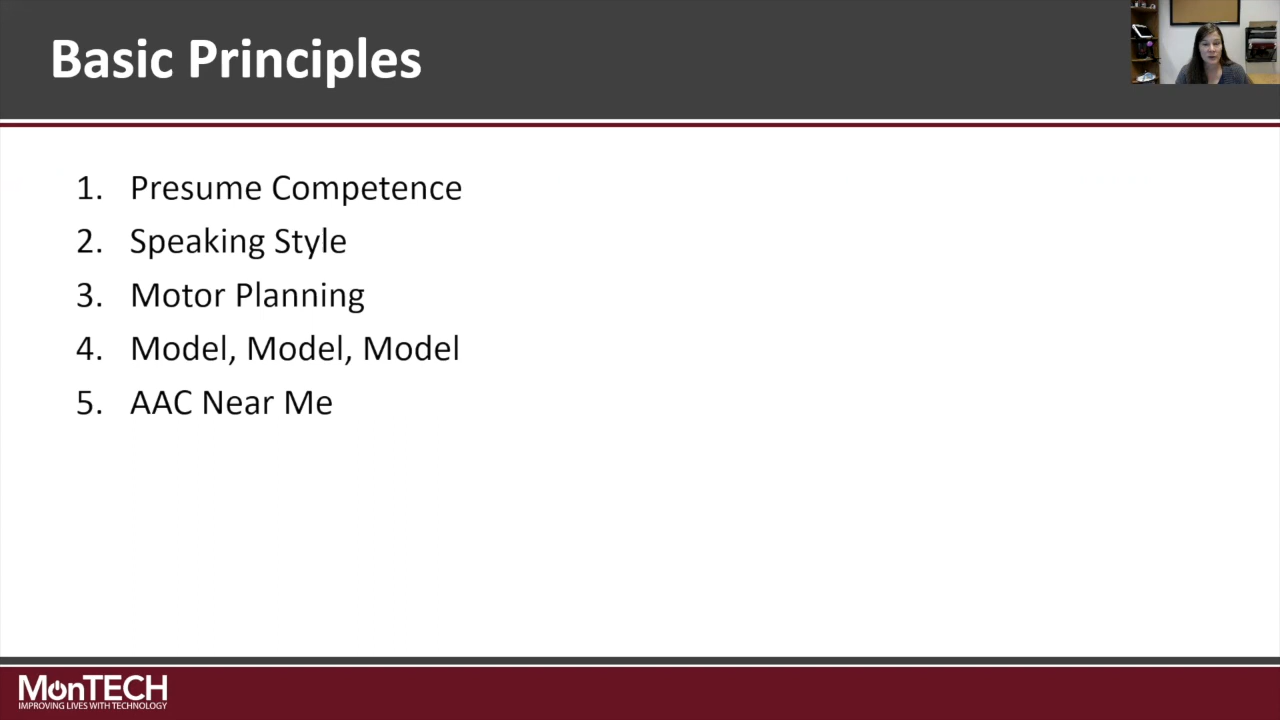 Basic Principles
1. Presume Competence
2. Speaking Style
3. Motor Planning
4. Model, Model, Model
5. AAC Near Me
MonTECH
IMPROVING LIVES WITH TECHNOLOGY